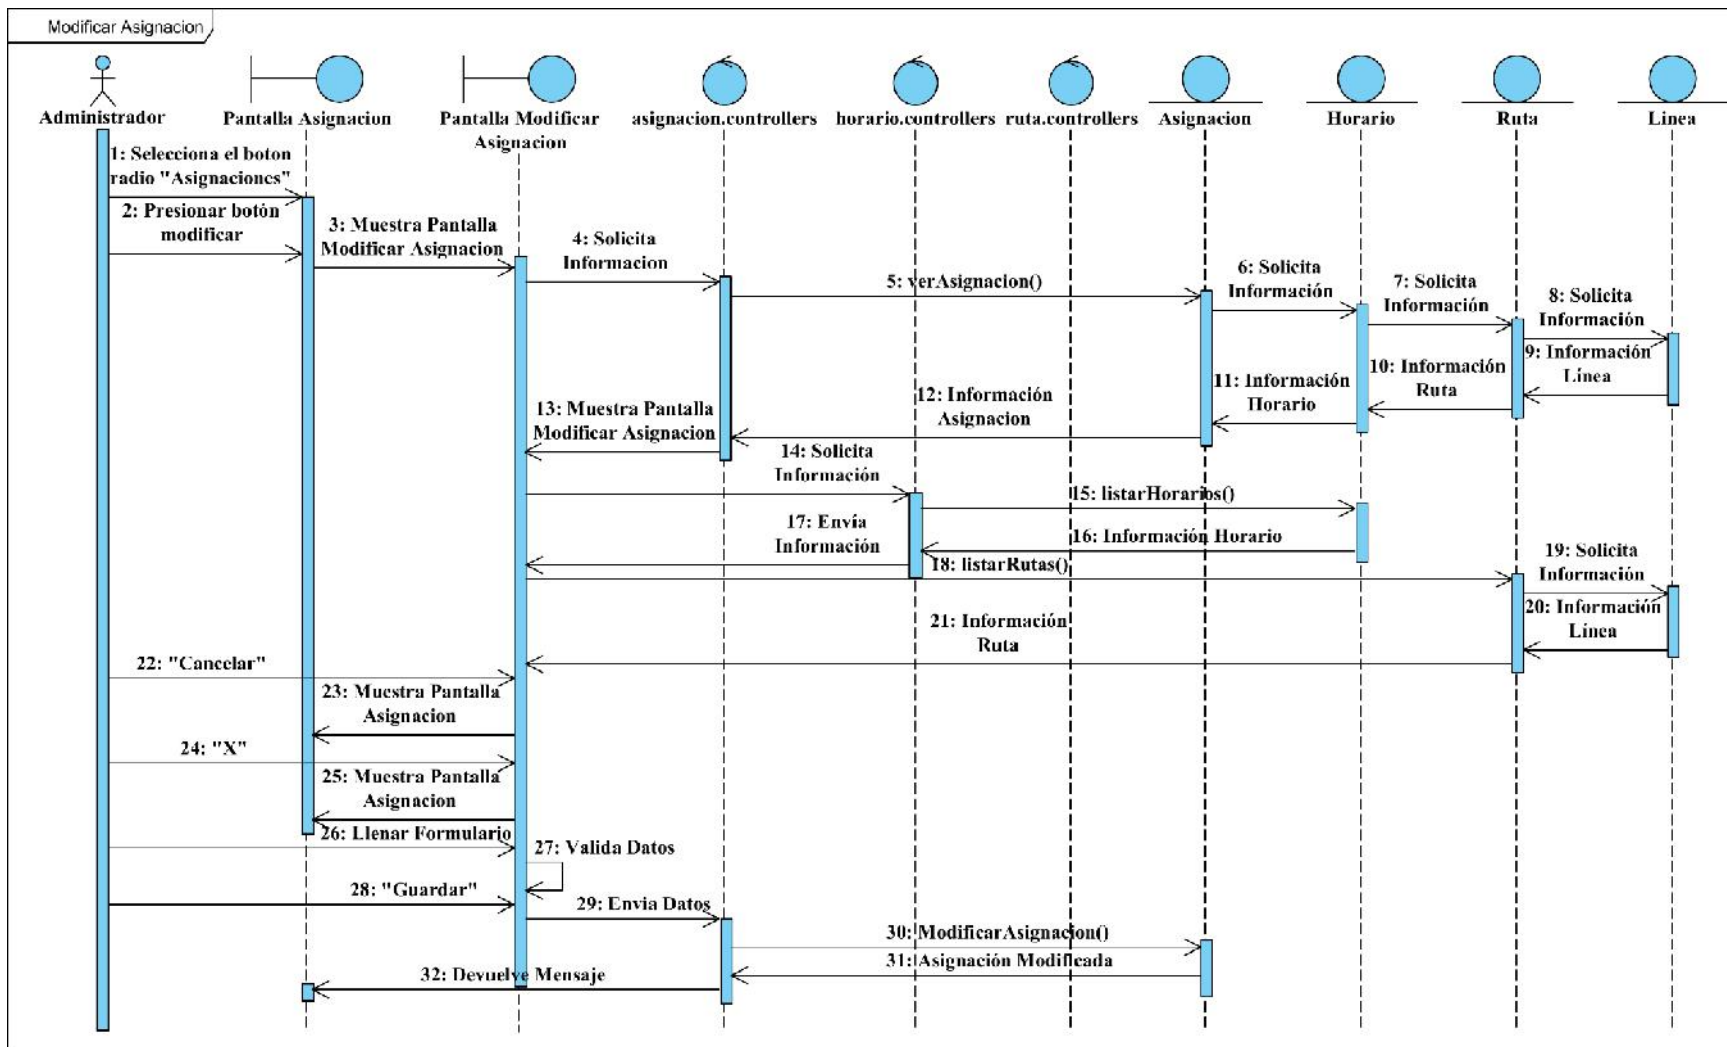 Modificar Asignacion
Administrador
Pantalla Asignacion
Pantalla Modificar
Asignacion
asignacion.controllers
horario.controllers
ruta.controllers
Asignacion
Horario
Ruta
Linea
1: Selecciona el boton
radio "Asignaciones"
2: Presionar botón
modificar
3: Muestra Pantalla
Modificar Asignacion
4: Solicita
Informacion
5: verAsignacion()
6: Solicita
Información
7: Solicita
Información
8: Solicita
Información
9: Información
Línea
10: Información
Ruta
11: Información
Horario
12: Información
Asignacion
13: Muestra Pantalla
Modificar Asignacion
14: Solicita
Información
15: listarHorarios()
16: Información Horario
17: Envía
Información
18: listarRutas()
19: Solicita
Información
20: Información
Línea
21: Información
Ruta
22: "Cancelar"
23: Muestra Pantalla
Asignacion
24: "X"
25: Muestra Pantalla
Asignacion
26: Llenar Formulario
27: Valida Datos
28: "Guardar"
29: Envia Datos
30: ModificarAsignacion()
31: Asignación Modificada
32: Devuelve Mensaje